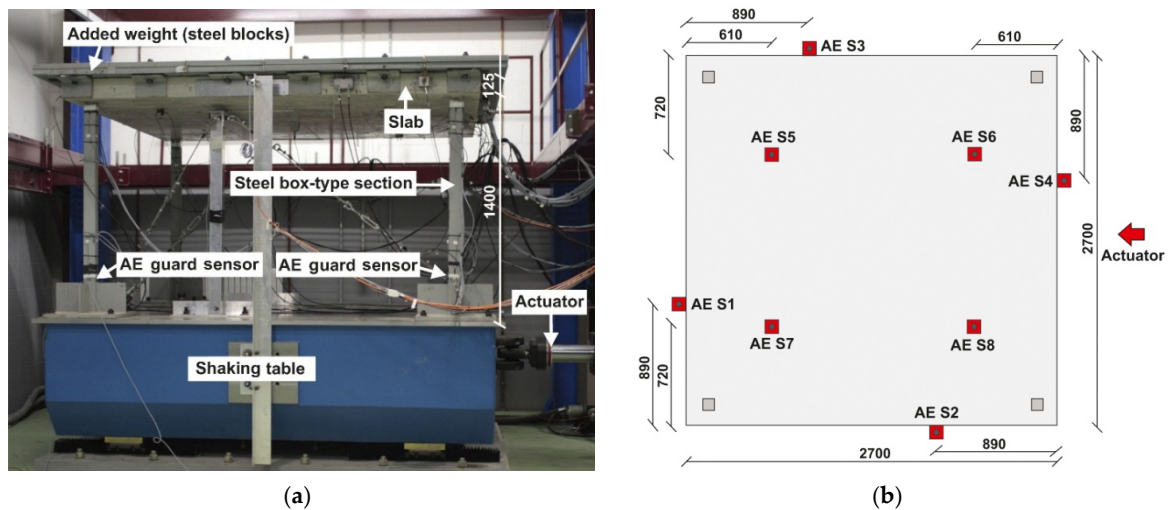 Added weight (steel blocks)
125
Slab
Steel box-type section
1400
AE guard sensor
AE guard sensor
Actuator
Shaking table
(a)
890
610
610
AE S3
720
890
AE S5
AE S6
AE S4
2700
Actuator
AE S1
AE S7
AE S8
890
720
AE S2
890
2700
(b)